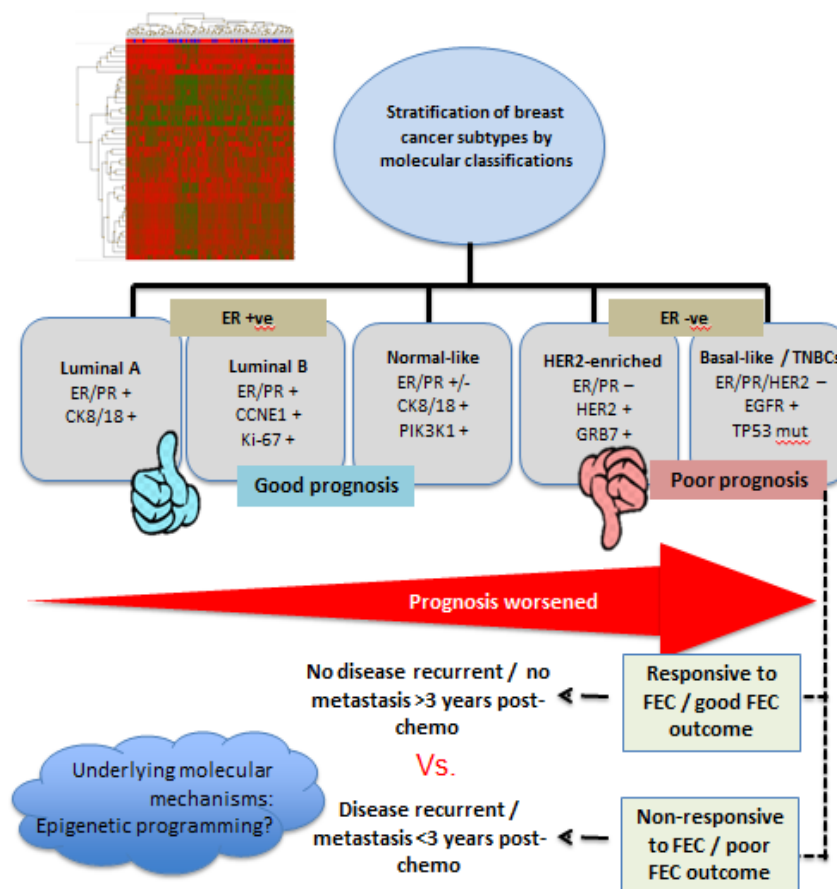 Stratification of breast
cancer subtypes by
molecular classifications
ER +ve
ER -ve
Luminal A
ER/PR +
CK8/18 +
Luminal B
ER/PR +
CCNE1 +
Ki-67 +
Normal-like
ER/PR +/-
CK8/18 +
PIK3K1 +
HER2-enriched
ER/PR –
HER2 +
GRB7 +
Basal-like / TNBCs
ER/PR/HER2 –
EGFR +
TP53 mut
Good prognosis
Poor prognosis
Prognosis worsened
No disease recurrent / no
metastasis >3 years post-
chemo
Responsive to
FEC / good FEC
outcome
Vs.
Underlying molecular
mechanisms:
Epigenetic programming?
Disease recurrent /
metastasis <3 years post-
chemo
Non-responsive
to FEC / poor
FEC outcome